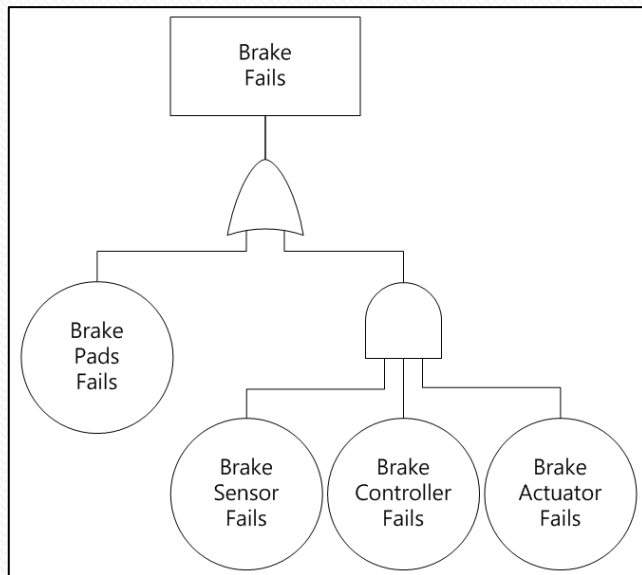 Brake
Fails
Brake
Pads
Fails
Brake
Sensor
Fails
Brake
Controller
Fails
Brake
Actuator
Fails